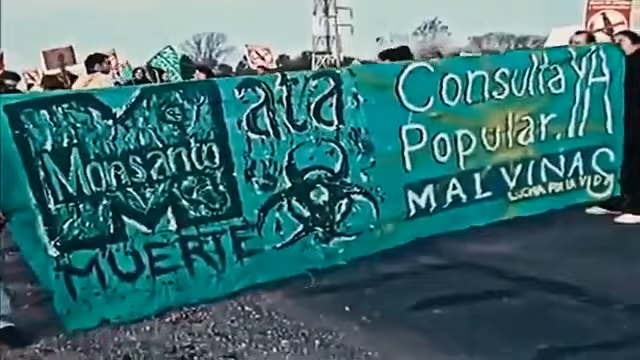 Monsanto
Mata
MUERTE
Consulta YA
Popular.
MALVINAS
LUCHA POR LA VIDA